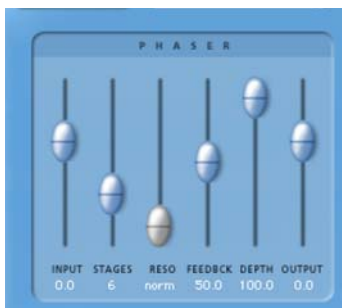 PHASER
INPUT STAGES RESO FEEDBCK DEPTH OUTPUT
0.0 6 norm 50.0 100.0 0.0